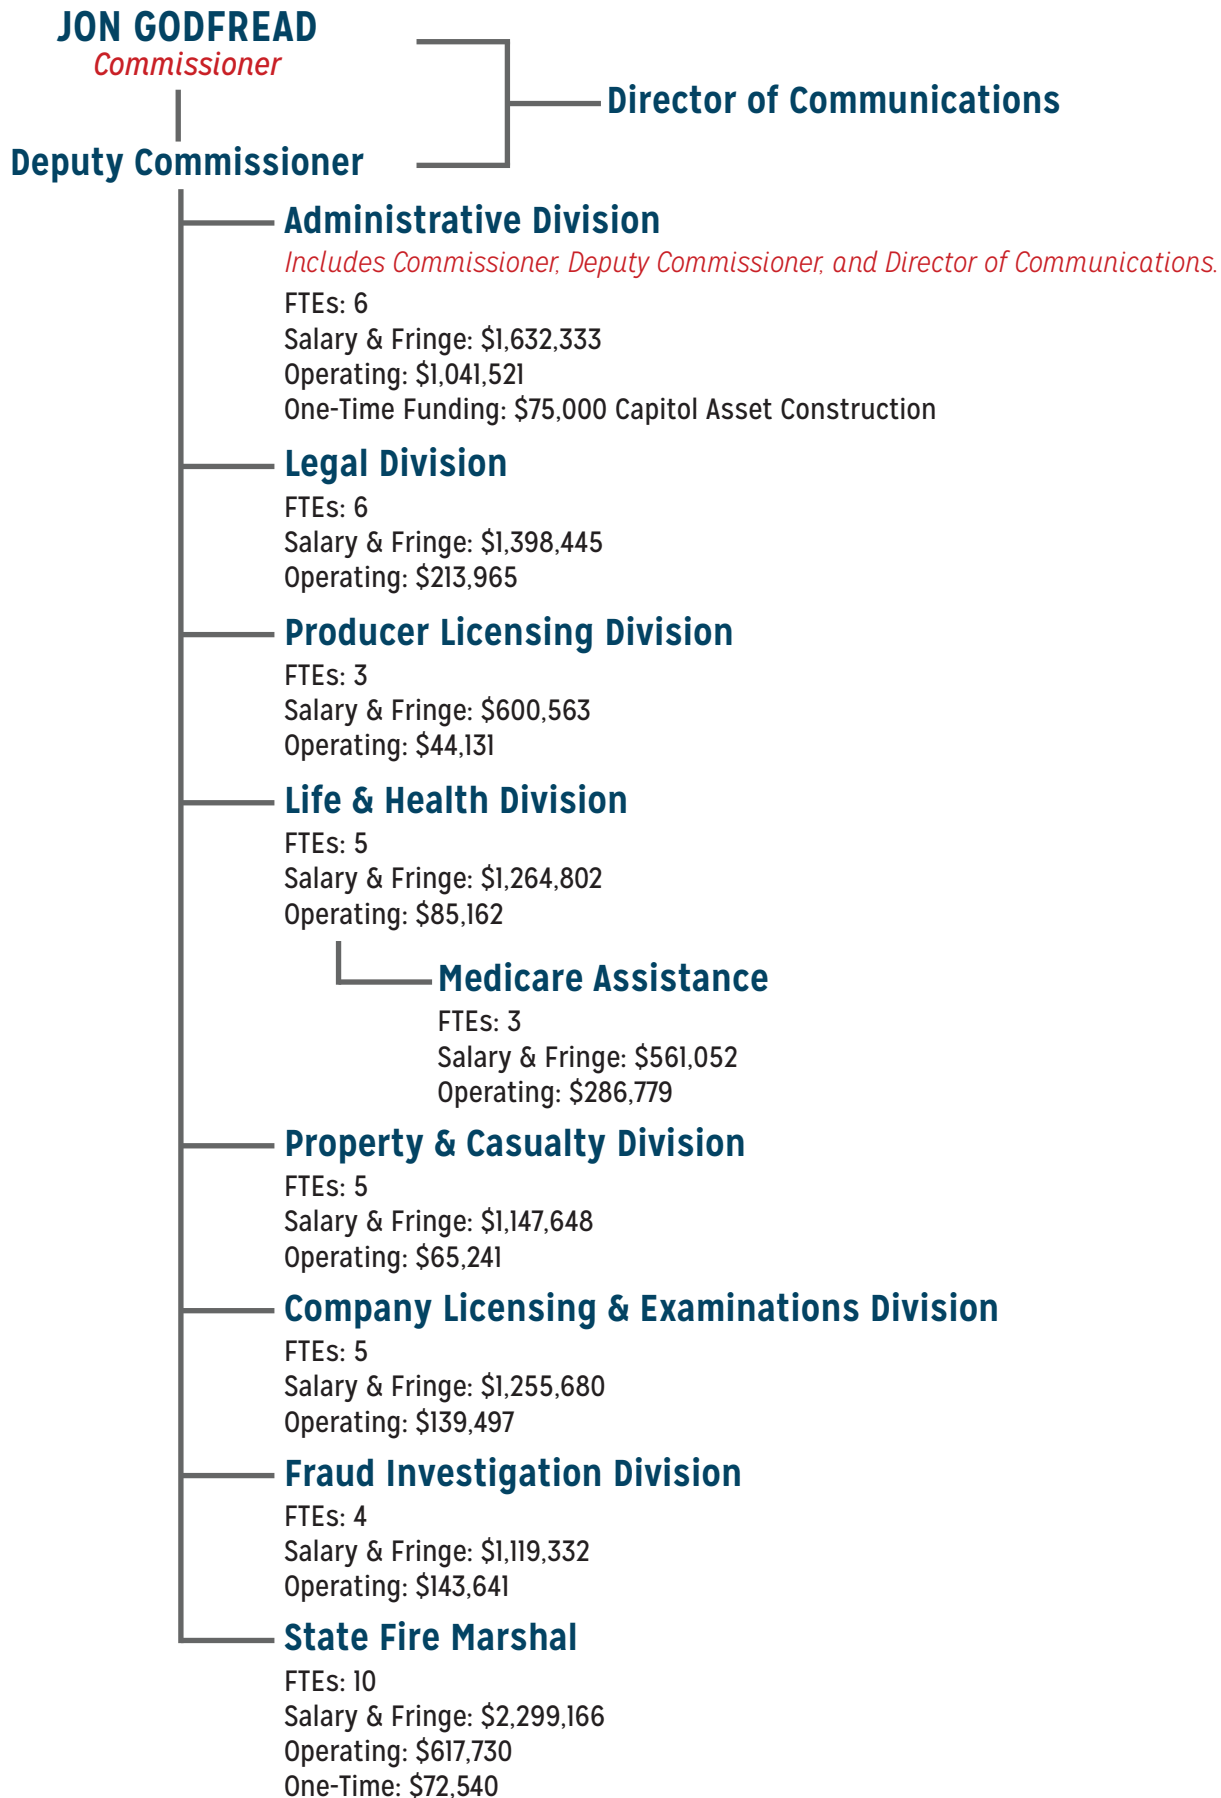 JON GODFREAD
Commissioner
Director of Communications
Deputy Commissioner
Administrative Division
Includes Commissioner, Deputy Commissioner, and Director of Communications.
FTEs: 6
Salary & Fringe: $1,632,333
Operating: $1,041,521
One-Time Funding: $75,000 Capitol Asset Construction
Legal Division
FTEs: 6
Salary & Fringe: $1,398,445
Operating: $213,965
Producer Licensing Division
FTEs: 3
Salary & Fringe: $600,563
Operating: $44,131
Life & Health Division
FTEs: 5
Salary & Fringe: $1,264,802
Operating: $85,162
Medicare Assistance
FTEs: 3
Salary & Fringe: $561,052
Operating: $286,779
Property & Casualty Division
FTEs: 5
Salary & Fringe: $1,147,648
Operating: $65,241
Company Licensing & Examinations Division
FTEs: 5
Salary & Fringe: $1,255,680
Operating: $139,497
Fraud Investigation Division
FTEs: 4
Salary & Fringe: $1,119,332
Operating: $143,641
State Fire Marshal
FTEs: 10
Salary & Fringe: $2,299,166
Operating: $617,730
One-Time: $72,540